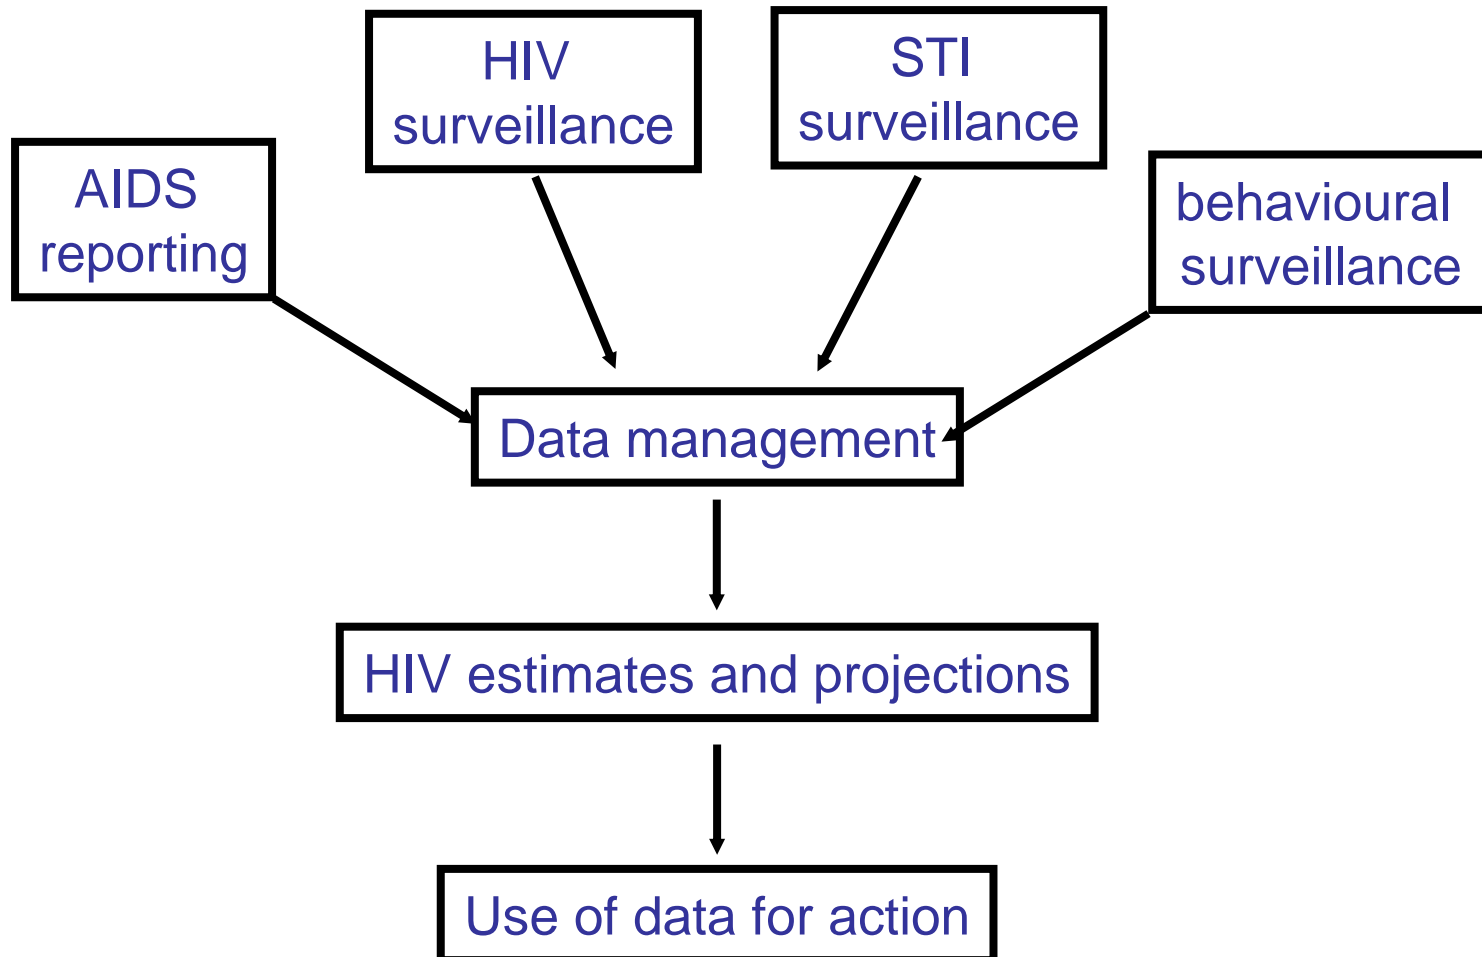 HIV
surveillance
STI
surveillance
AIDS
reporting
behavioural
surveillance
Data management
HIV estimates and projections
Use of data for action